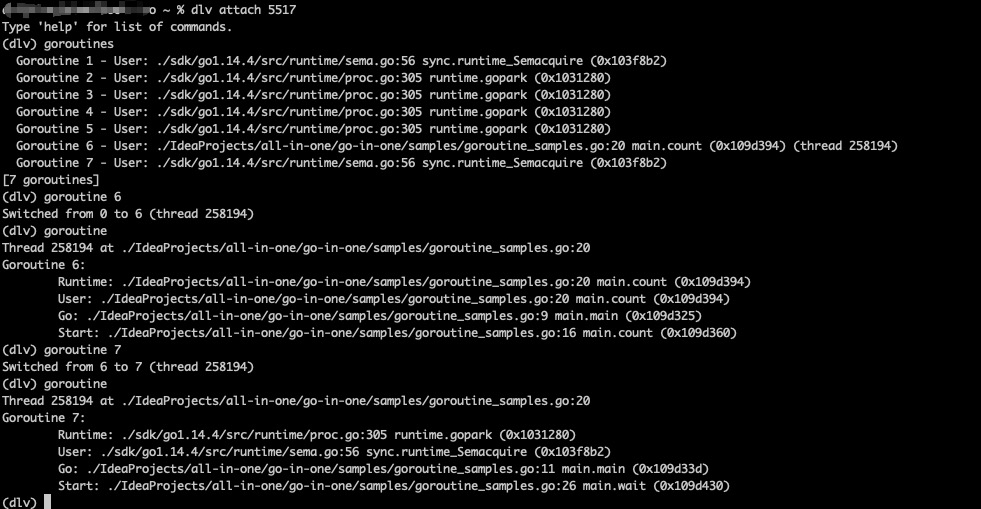 o ~ % dlv attach 5517
Type 'help' for list of commands.
(dlv) goroutines
  Goroutine 1 - User: ./sdk/go1.14.4/src/runtime/sema.go:56 sync.runtime_Semacquire (0x103f8b2)
  Goroutine 2 - User: ./sdk/go1.14.4/src/runtime/proc.go:305 runtime.gopark (0x1031280)
  Goroutine 3 - User: ./sdk/go1.14.4/src/runtime/proc.go:305 runtime.gopark (0x1031280)
  Goroutine 4 - User: ./sdk/go1.14.4/src/runtime/proc.go:305 runtime.gopark (0x1031280)
  Goroutine 5 - User: ./sdk/go1.14.4/src/runtime/proc.go:305 runtime.gopark (0x1031280)
  Goroutine 6 - User: ./IdeaProjects/all-in-one/go-in-one/samples/goroutine_samples.go:20 main.count (0x109d394) (thread 258194)
  Goroutine 7 - User: ./sdk/go1.14.4/src/runtime/sema.go:56 sync.runtime_Semacquire (0x103f8b2)
[7 goroutines]
(dlv) goroutine 6
Switched from 0 to 6 (thread 258194)
(dlv) goroutine
Thread 258194 at ./IdeaProjects/all-in-one/go-in-one/samples/goroutine_samples.go:20
Goroutine 6:
        Runtime: ./IdeaProjects/all-in-one/go-in-one/samples/goroutine_samples.go:20 main.count (0x109d394)
        User: ./IdeaProjects/all-in-one/go-in-one/samples/goroutine_samples.go:20 main.count (0x109d394)
        Go: ./IdeaProjects/all-in-one/go-in-one/samples/goroutine_samples.go:9 main.main (0x109d325)
        Start: ./IdeaProjects/all-in-one/go-in-one/samples/goroutine_samples.go:16 main.count (0x109d360)
(dlv) goroutine 7
Switched from 6 to 7 (thread 258194)
(dlv) goroutine
Thread 258194 at ./IdeaProjects/all-in-one/go-in-one/samples/goroutine_samples.go:20
Goroutine 7:
        Runtime: ./sdk/go1.14.4/src/runtime/proc.go:305 runtime.gopark (0x1031280)
        User: ./sdk/go1.14.4/src/runtime/sema.go:56 sync.runtime_Semacquire (0x103f8b2)
        Go: ./IdeaProjects/all-in-one/go-in-one/samples/goroutine_samples.go:11 main.main (0x109d33d)
        Start: ./IdeaProjects/all-in-one/go-in-one/samples/goroutine_samples.go:26 main.wait (0x109d430)
(dlv)